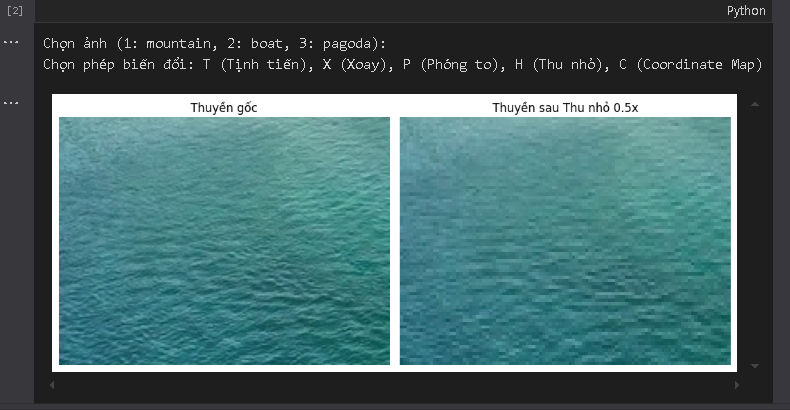 [2]
Python
Chọn ảnh (1: mountain, 2: boat, 3: pagoda):
Chọn phép biến đổi: T (Tịnh tiến), X (Xoay), P (Phóng to), H (Thu nhỏ), C (Coordinate Map)
Thuyền gốc
Thuyền sau Thu nhỏ 0.5x